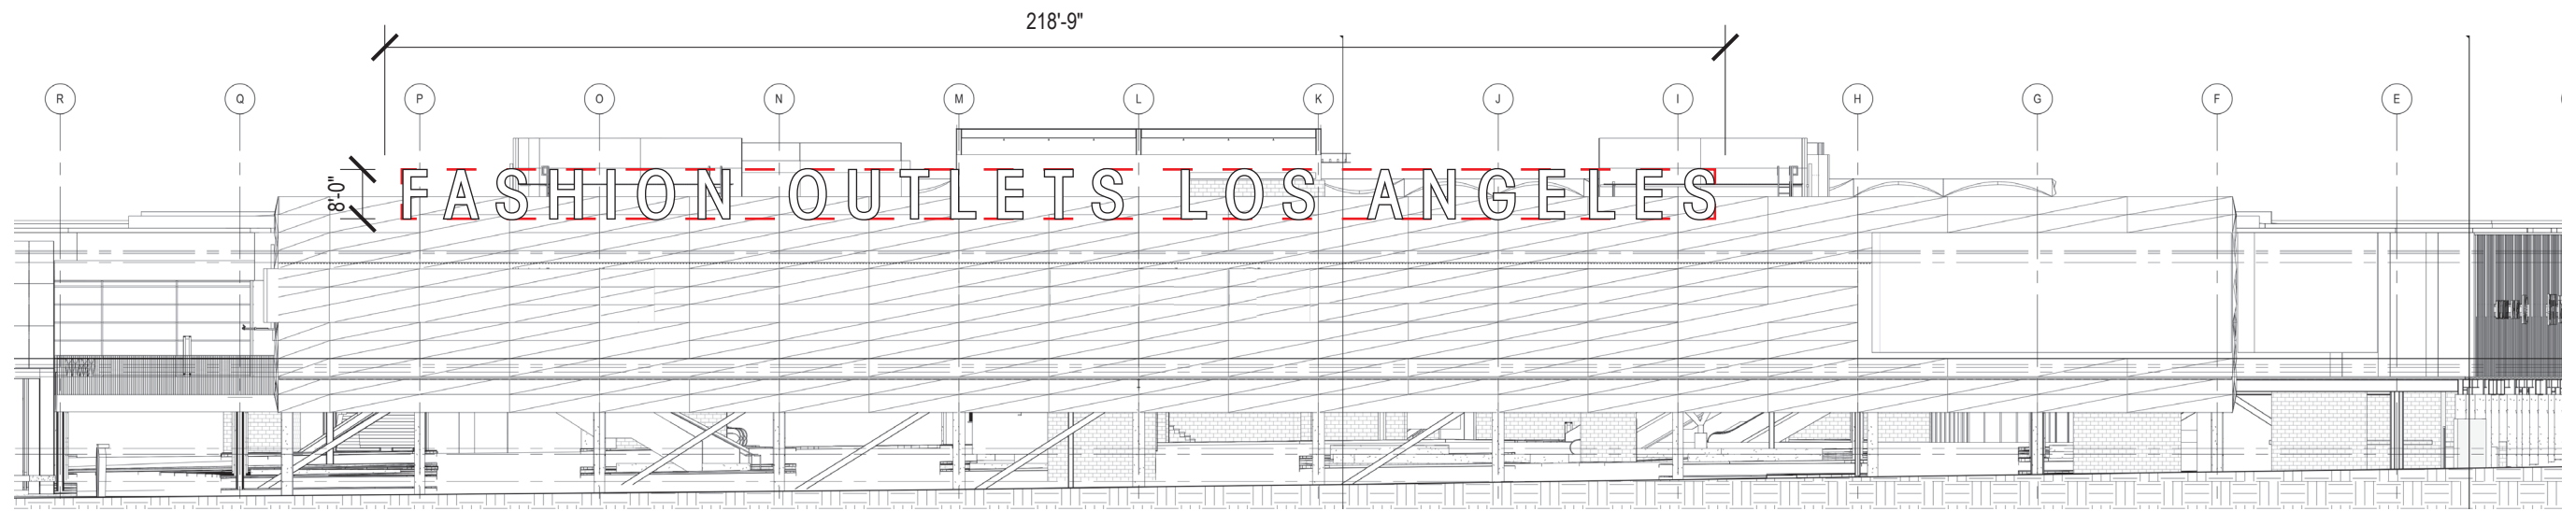 218'-9"
R Q P O N M L K J I H G F E
8'-0"
FASHION OUTLETS LOS ANGELES